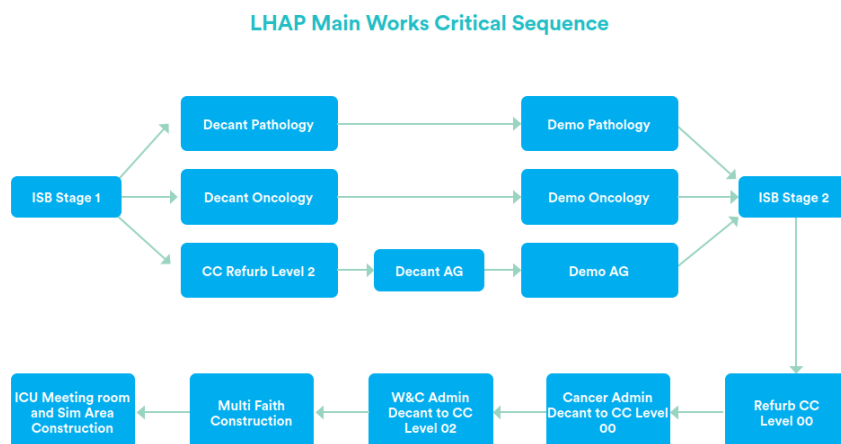 LHAP Main Works Critical Sequence
Decant Pathology
Demo Pathology
ISB Stage 1
Decant Oncology
Demo Oncology
ISB Stage 2
CC Refurb Level 2
Decant AG
Demo AG
ICU Meeting room
and Sim Area
Construction
Multi Faith
Construction
W&C Admin
Decant to CC
Level 02
Cancer Admin
Decant to CC Level
00
Refurb CC
Level 00